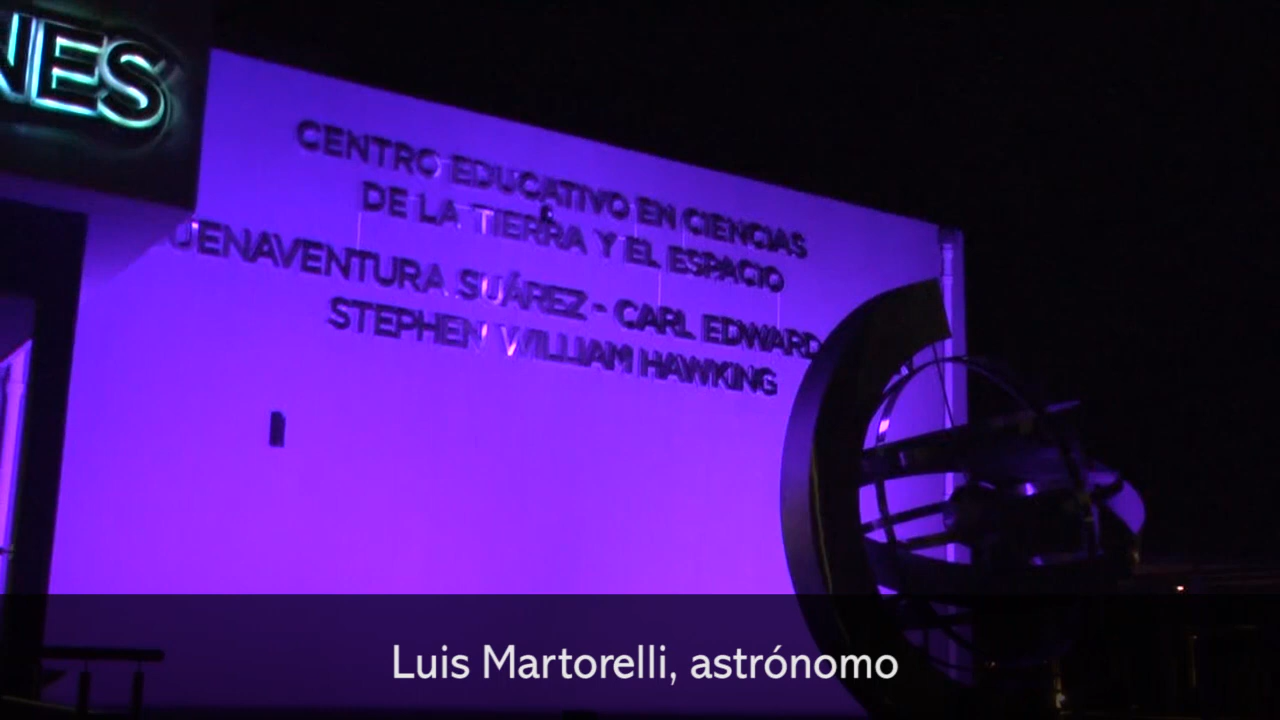 NES
CENTRO EDUCATIVO EN CIENCIAS
DE LA TIERRA Y EL ESPACIO
BUENAVENTURA SUÁREZ - CARL EDWARD
STEPHEN WILLIAM HAWKING
Luis Martorelli, astrónomo